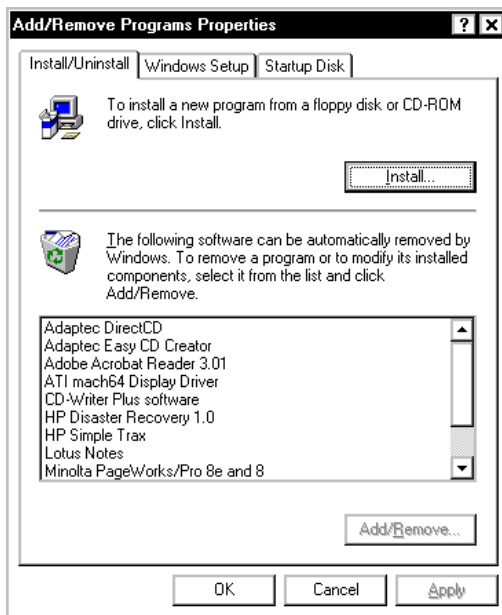 Add/Remove Programs Properties
?
Install/Uninstall
Windows Setup
Startup Disk
To install a new program from a floppy disk or CD-ROM
drive, click Install.
Install...
The following software can be automatically removed by
Windows. To remove a program or to modify its installed
components, select it from the list and click
Add/Remove.
Adaptec DirectCD
Adaptec Easy CD Creator
Adobe Acrobat Reader 3.01
ATI mach64 Display Driver
CD-Writer Plus software
HP Disaster Recovery 1.0
HP Simple Trax
Lotus Notes
Minolta PageWorks/Pro 8e and 8
Add/Remove...
OK
Cancel
Apply